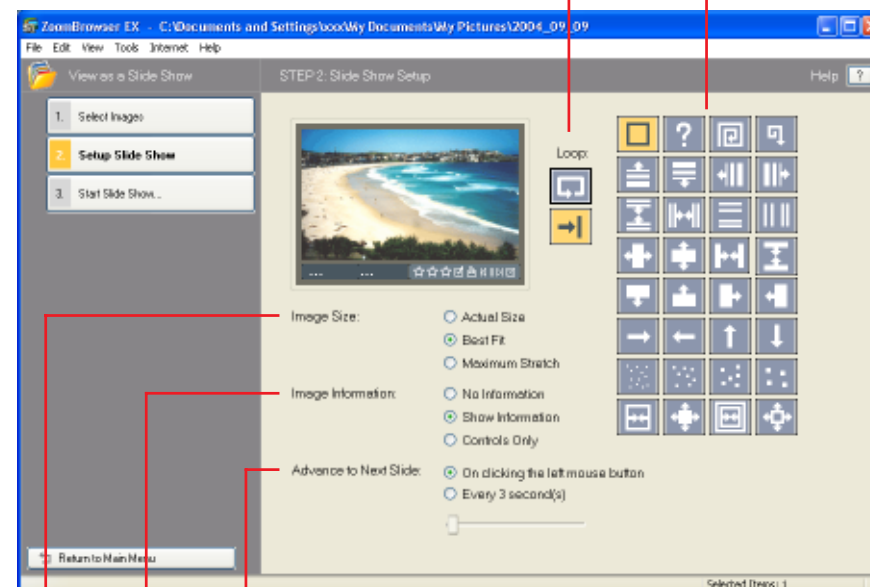 ZoomBrowser EX - C:\Documents and Settings\xxx\My Documents\My Pictures\2004_09_09
File Edit View Tools Internet Help
View as a Slide Show
STEP 2: Slide Show Setup
Help ?
1. Select Images
2. Setup Slide Show
3. Start Slide Show...
Loop:
... ...
Image Size:
Actual Size
Best Fit
Maximum Stretch
Image Information:
No Information
Show Information
Controls Only
Advance to Next Slide:
On clicking the left mouse button
Every 3 second(s)
Return to Main Menu
Selected Items: 1